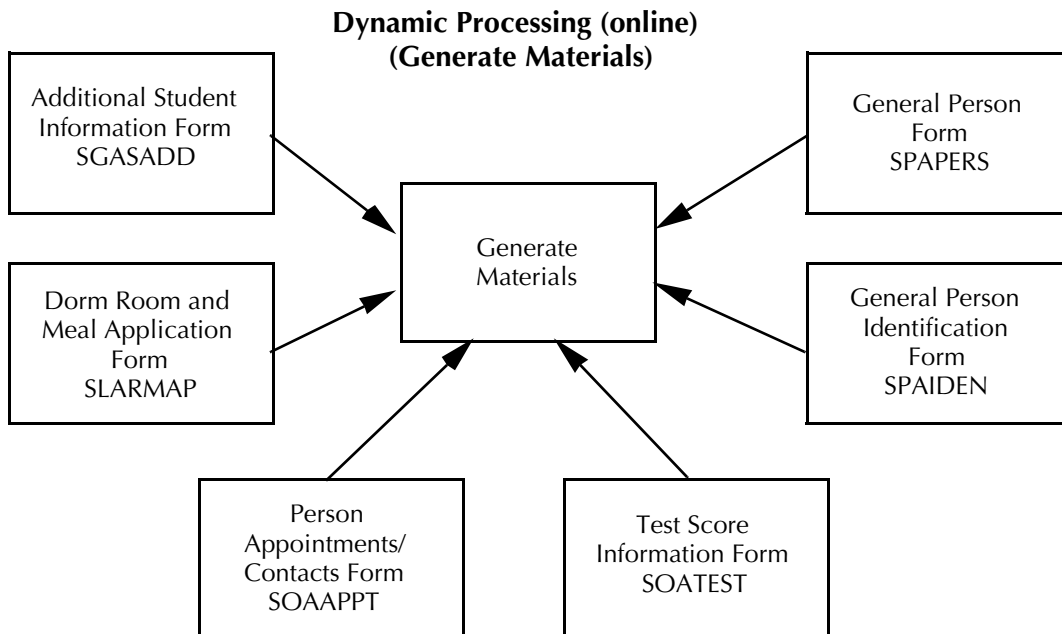 Dynamic Processing (online)
(Generate Materials)
Additional Student
Information Form
SGASADD
General Person
Form
SPAPERS
Generate
Materials
Dorm Room and
Meal Application
Form
SLARMAP
General Person
Identification
Form
SPAIDEN
Person
Appointments/
Contacts Form
SOAAPPT
Test Score
Information Form
SOATEST